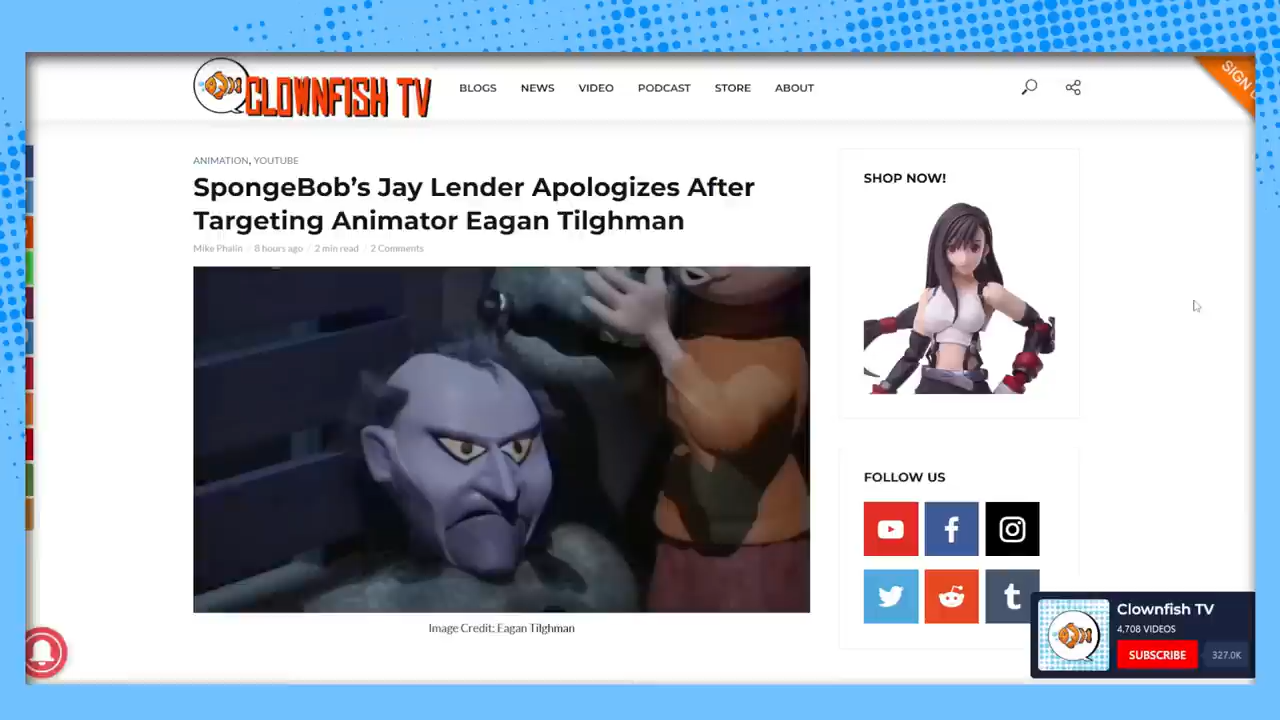 CLOWNFISH TV
BLOGS NEWS VIDEO PODCAST STORE ABOUT
SIGN
ANIMATION, YOUTUBE
SpongeBob's Jay Lender Apologizes After
Targeting Animator Eagan Tilghman
Mike Phalin / 8 hours ago / 2 min read / 2 Comments
Image Credit: Eagan Tilghman
SHOP NOW!
FOLLOW US
Clownfish TV
4,708 VIDEOS
SUBSCRIBE 327.0K